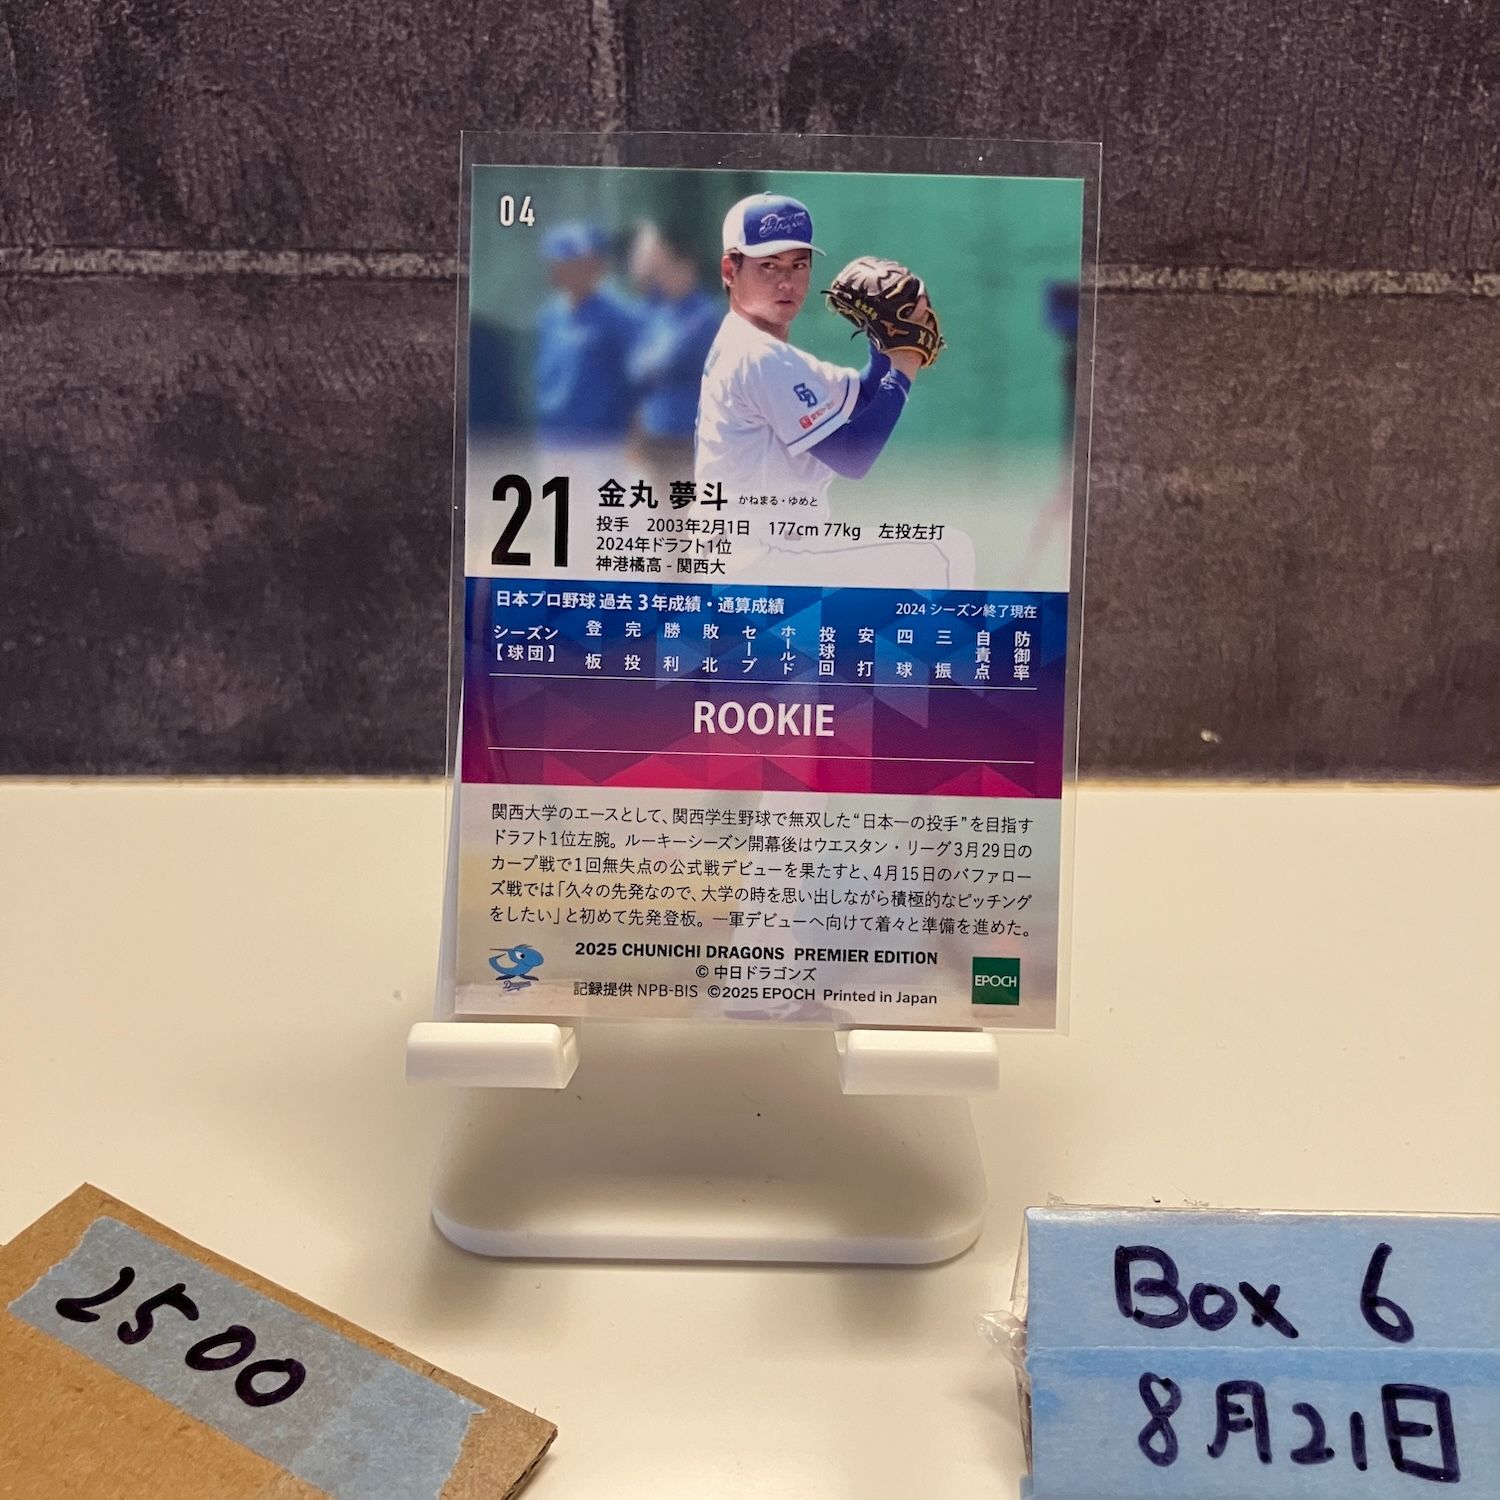 04
21
金丸 夢斗 かねまる・ゆめと
投手 2003年2月1日 177cm 77kg 左投左打
2024年ドラフト1位
神港橘高 - 関西大
日本プロ野球 過去3年成績・通算成績 2024 シーズン終了現在
シーズン【球団】 登板 完投 勝利 敗北 セーブ ホールド 投球回 安打 四球 三振 自責点 防御率
ROOKIE
関西大学のエースとして、関西学生野球で無双した“日本一の投手”を目指す
ドラフト1位左腕。ルーキーシーズン開幕後はウエスタン・リーグ3月29日の
カープ戦で1回無失点の公式戦デビューを果たすと、4月15日のバファロー
ズ戦では「久々の先発なので、大学の時を思い出しながら積極的なピッチング
をしたい」と初めて先発登板。一軍デビューへ向けて着々と準備を進めた。
2025 CHUNICHI DRAGONS PREMIER EDITION
© 中日ドラゴンズ
記録提供 NPB-BIS ©2025 EPOCH Printed in Japan
EPOCH
2500
Box 6
8月21日